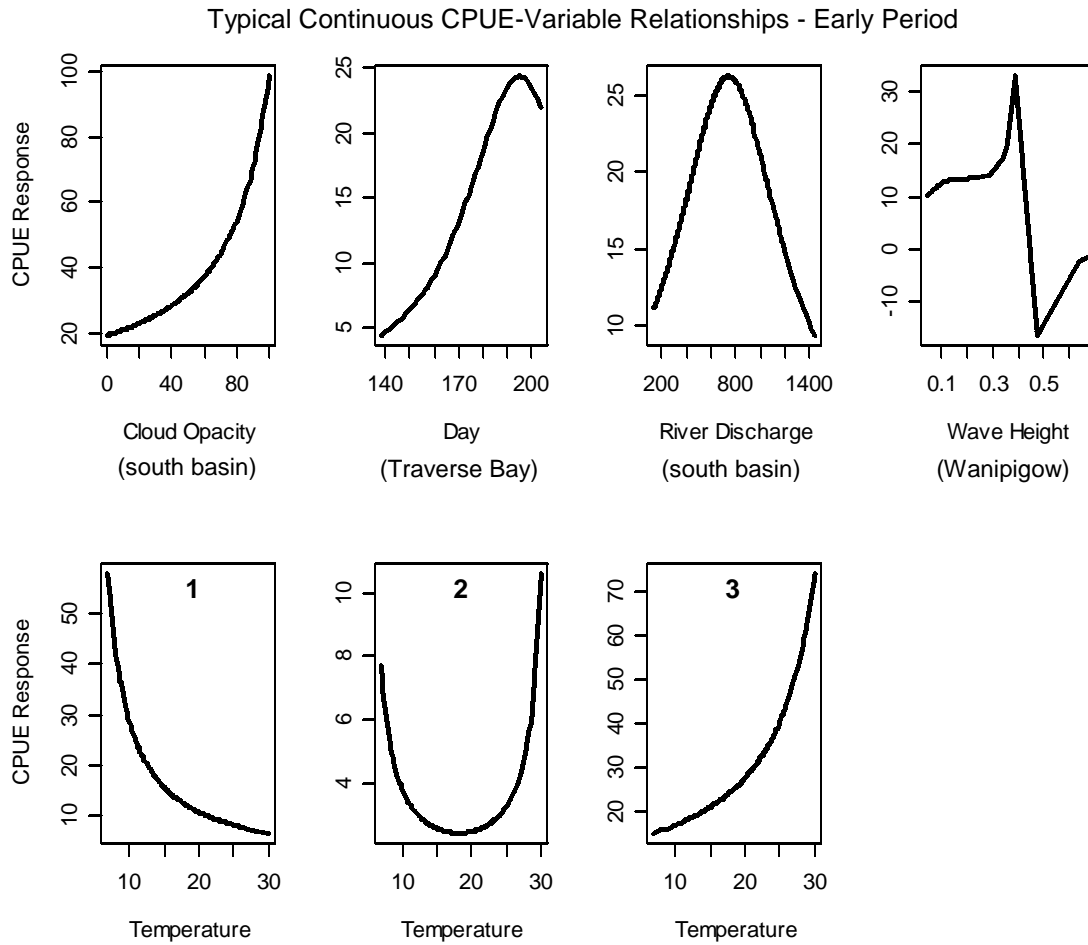 Typical Continuous CPUE-Variable Relationships - Early Period
CPUE Response
100
80
60
40
20
0 40 80
Cloud Opacity
(south basin)
25
20
15
10
5
140 170 200
Day
(Traverse Bay)
25
20
15
10
200 800 1400
River Discharge
(south basin)
30
20
10
0
-10
0.1 0.3 0.5
Wave Height
(Wanipigow)
CPUE Response
1
50
40
30
20
10
10 20 30
Temperature
2
10
8
6
4
10 20 30
Temperature
3
70
60
50
40
30
20
10 20 30
Temperature